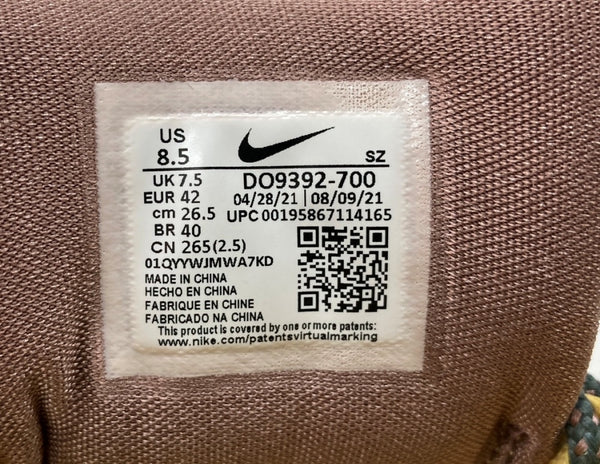 US
8.5
SZ
UK 7.5
DO9392-700
EUR 42
04/28/21 | 08/09/21
cm 26.5
UPC 00195867114165
BR 40
CN 265(2.5)
01QYYWJMWA7KD
MADE IN CHINA
HECHO EN CHINA
FABRIQUE EN CHINE
FABRICADO NA CHINA
This product is covered by one or more patents:
www.nike.com/patentsvirtualmarking